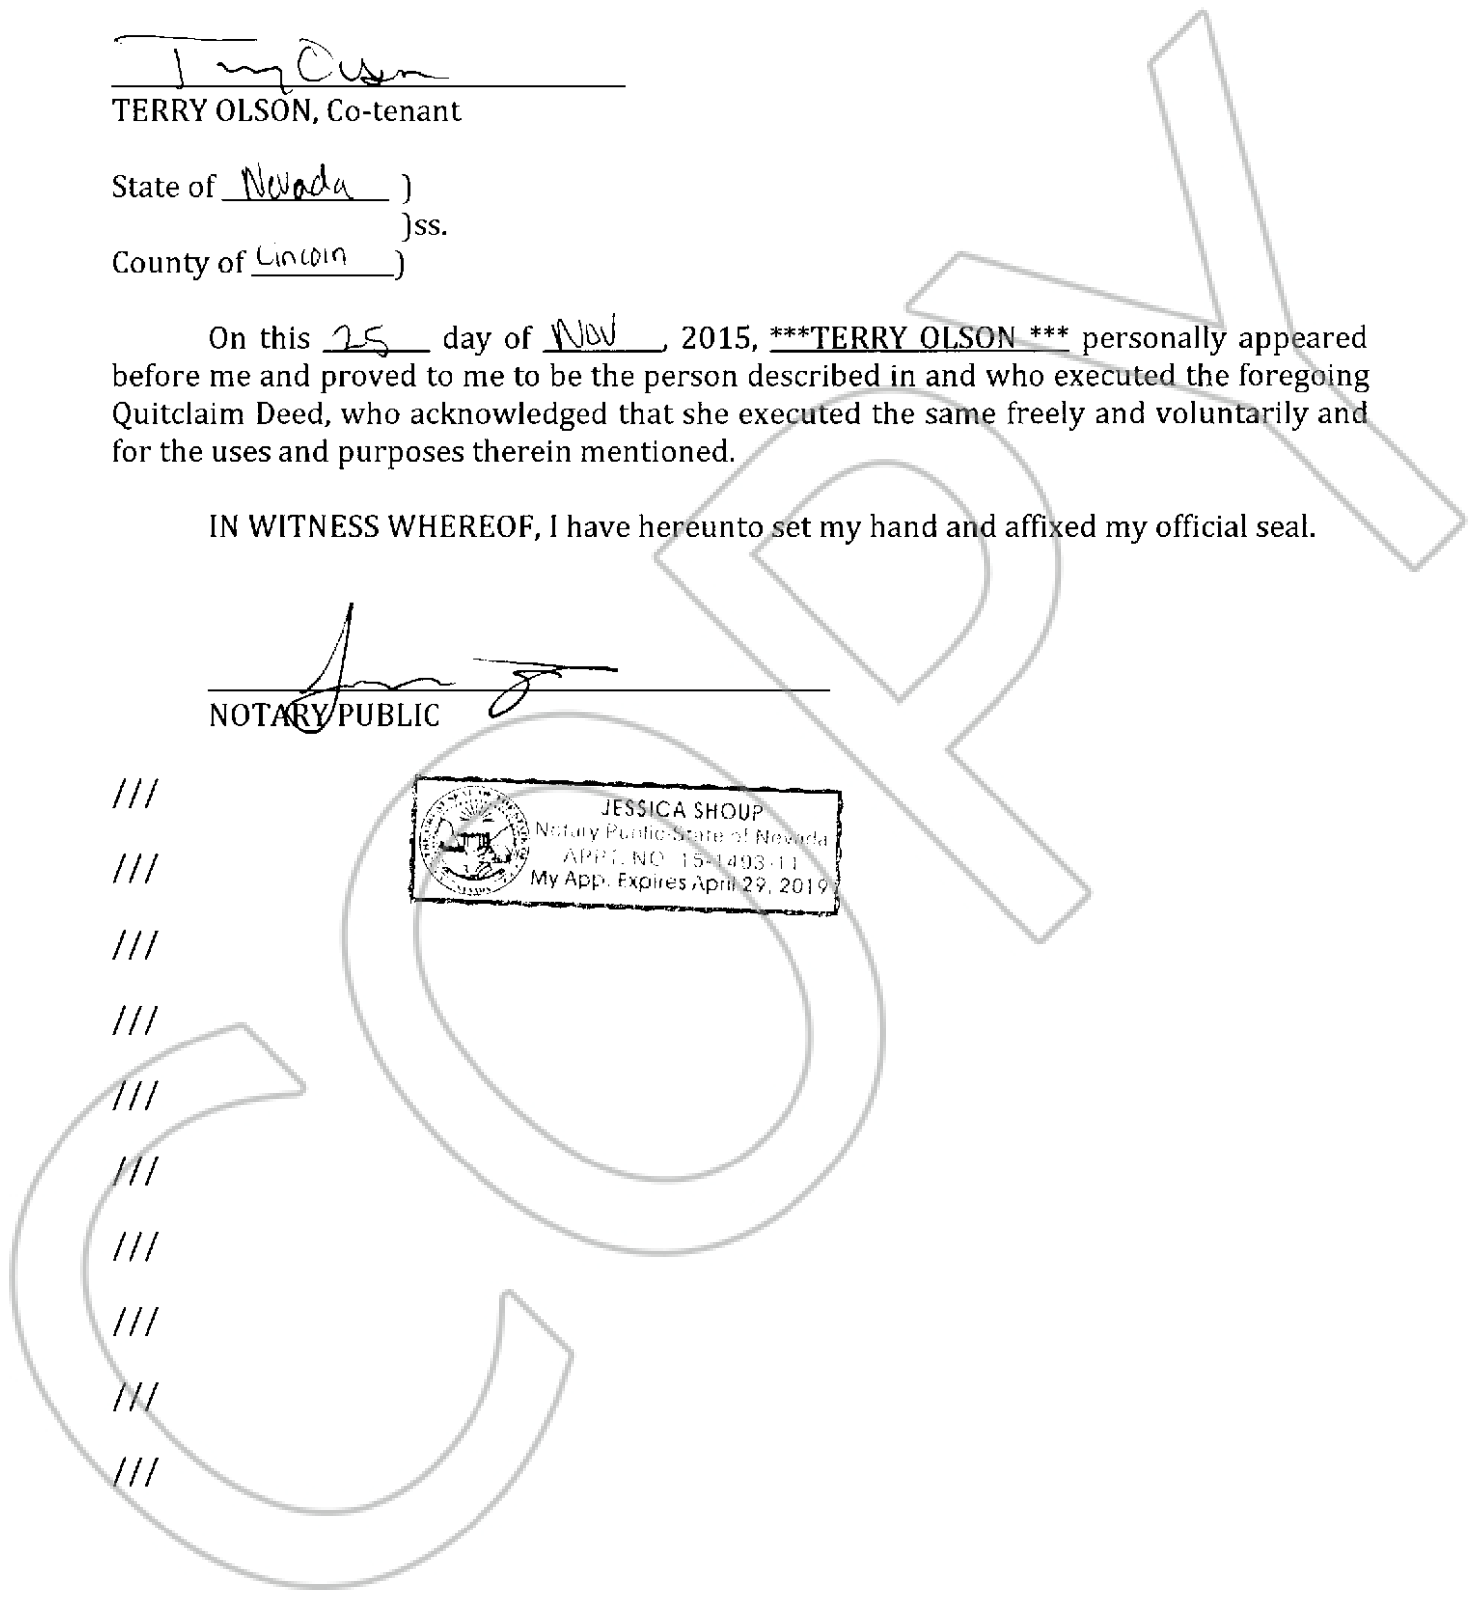 Terry Olson
TERRY OLSON, Co-tenant
State of Nevada )
)ss.
County of Lincoln )
On this 25 day of Nov, 2015, ***TERRY OLSON *** personally appeared
before me and proved to me to be the person described in and who executed the foregoing
Quitclaim Deed, who acknowledged that she executed the same freely and voluntarily and
for the uses and purposes therein mentioned.
IN WITNESS WHEREOF, I have hereunto set my hand and affixed my official seal.
NOTARY PUBLIC
///
JESSICA SHOUP
Notary Public-State of Nevada
APPT. NO. 15-1493-11
My App. Expires April 29, 2019
///
///
///
///
///
///
///
///
///
COPY